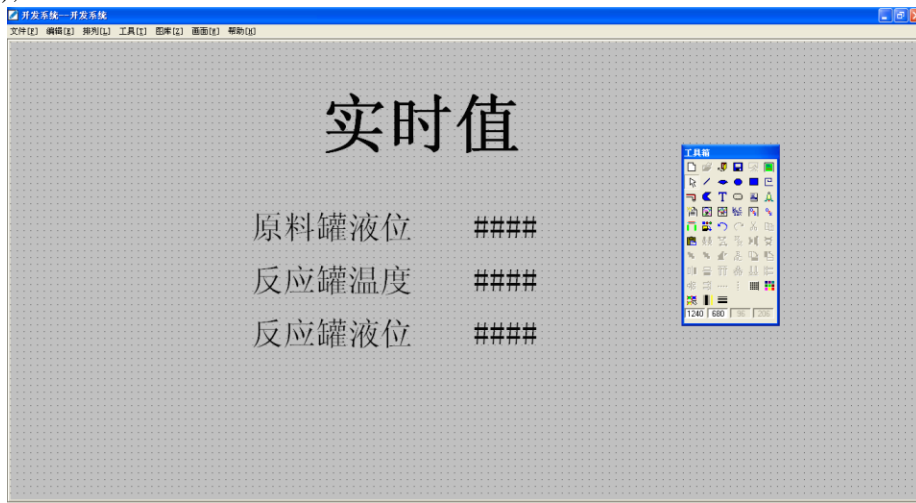 开发系统---开发系统
文件[F] 编辑[E] 排列[L] 工具[T] 图库[Z] 画面[W] 帮助[H]
实时值
工具箱
原料罐液位 ####
反应罐温度 ####
反应罐液位 ####
1240 680 96 206